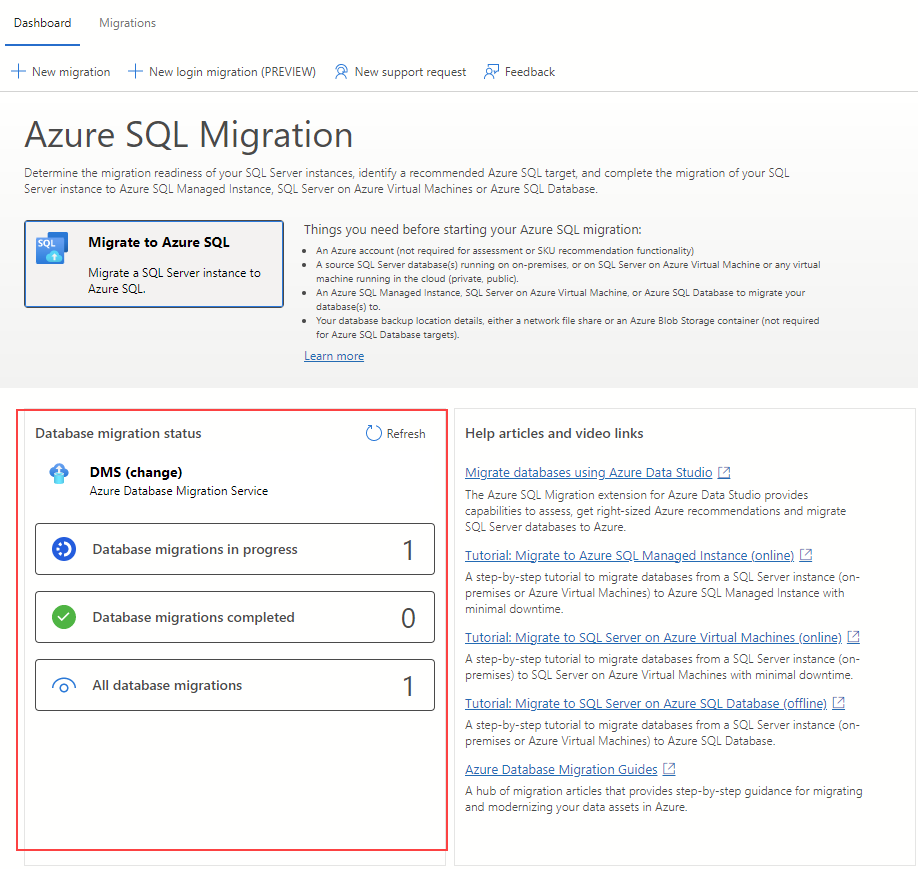 Dashboard
Migrations
New migration
New login migration (PREVIEW)
New support request
Feedback
Azure SQL Migration
Determine the migration readiness of your SQL Server instances, identify a recommended Azure SQL target, and complete the migration of your SQL
Server instance to Azure SQL Managed Instance, SQL Server on Azure Virtual Machines or Azure SQL Database.
SQL
Migrate to Azure SQL
Migrate a SQL Server instance to
Azure SQL.
Things you need before starting your Azure SQL migration:
• An Azure account (not required for assessment or SKU recommendation functionality)
• A source SQL Server database(s) running on on-premises, or on SQL Server on Azure Virtual Machine or any virtual
machine running in the cloud (private, public).
• An Azure SQL Managed Instance, SQL Server on Azure Virtual Machine, or Azure SQL Database to migrate your
database(s) to.
• Your database backup location details, either a network file share or an Azure Blob Storage container (not required
for Azure SQL Database targets).
Learn more
Database migration status
Refresh
DMS (change)
Azure Database Migration Service
Database migrations in progress 1
Database migrations completed 0
All database migrations 1
Help articles and video links
Migrate databases using Azure Data Studio
The Azure SQL Migration extension for Azure Data Studio provides
capabilities to assess, get right-sized Azure recommendations and migrate
SQL Server databases to Azure.
Tutorial: Migrate to Azure SQL Managed Instance (online)
A step-by-step tutorial to migrate databases from a SQL Server instance (on-
premises or Azure Virtual Machines) to Azure SQL Managed Instance with
minimal downtime.
Tutorial: Migrate to SQL Server on Azure Virtual Machines (online)
A step-by-step tutorial to migrate databases from a SQL Server instance (on-
premises) to SQL Server on Azure Virtual Machines with minimal downtime.
Tutorial: Migrate to SQL Server on Azure SQL Database (offline)
A step-by-step tutorial to migrate databases from a SQL Server instance (on-
premises or Azure Virtual Machines) to Azure SQL Database.
Azure Database Migration Guides
A hub of migration articles that provides step-by-step guidance for migrating
and modernizing your data assets in Azure.